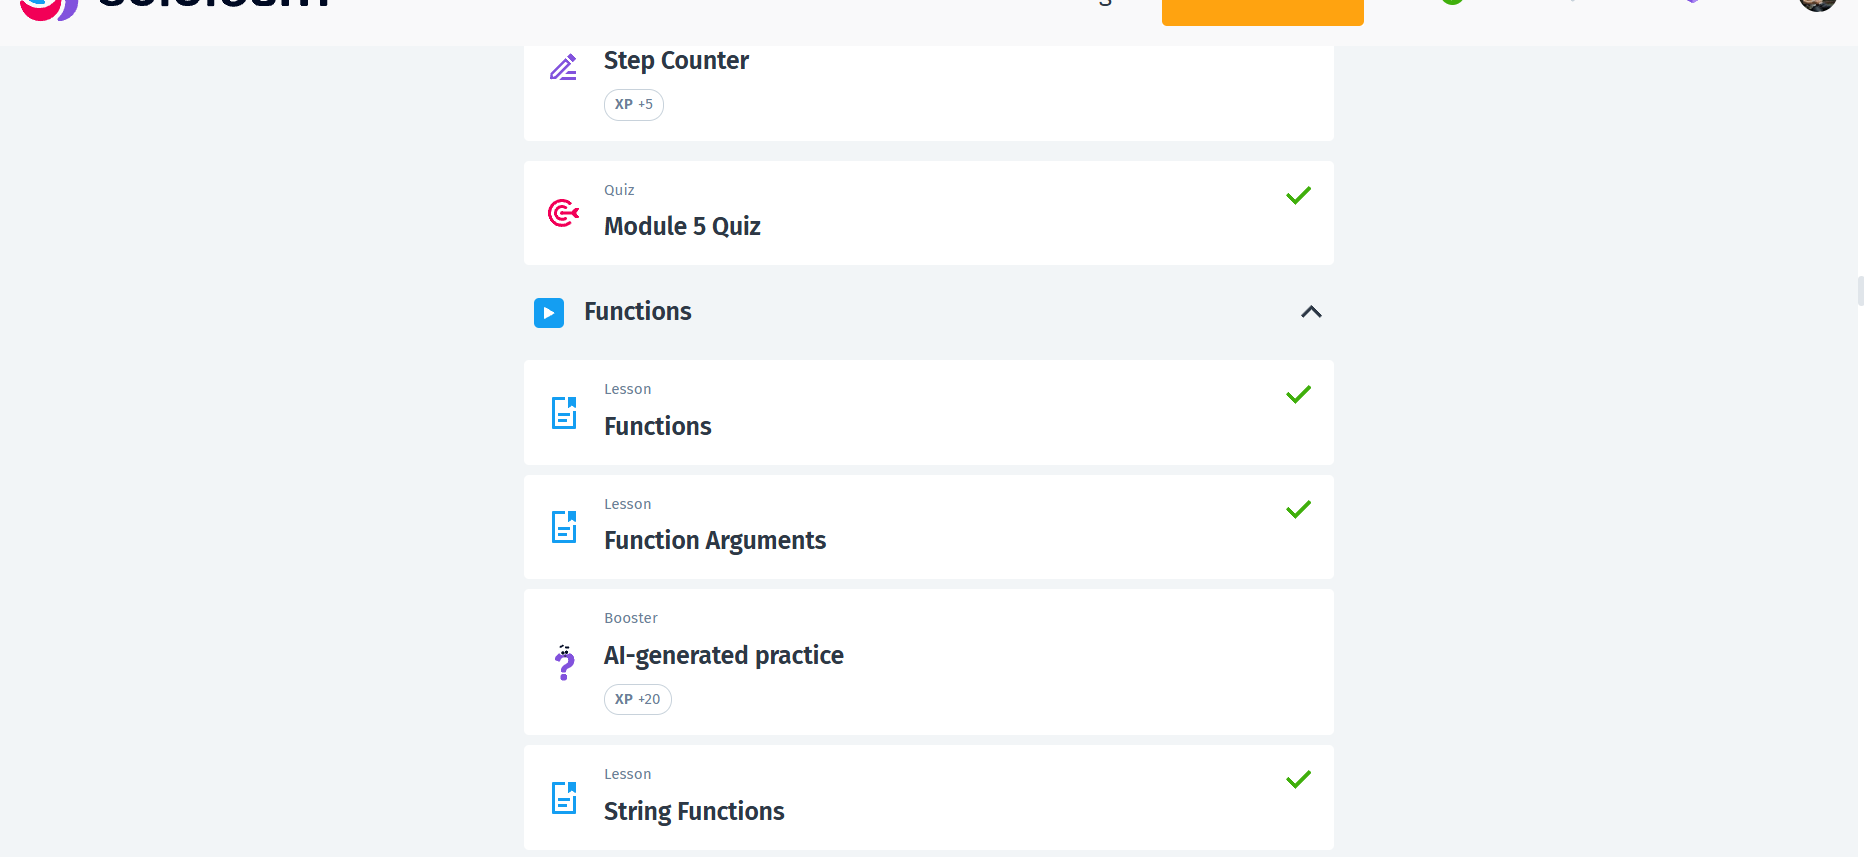 Step Counter
XP +5
Quiz
Module 5 Quiz
Functions
Lesson
Functions
Lesson
Function Arguments
Booster
AI-generated practice
XP +20
Lesson
String Functions